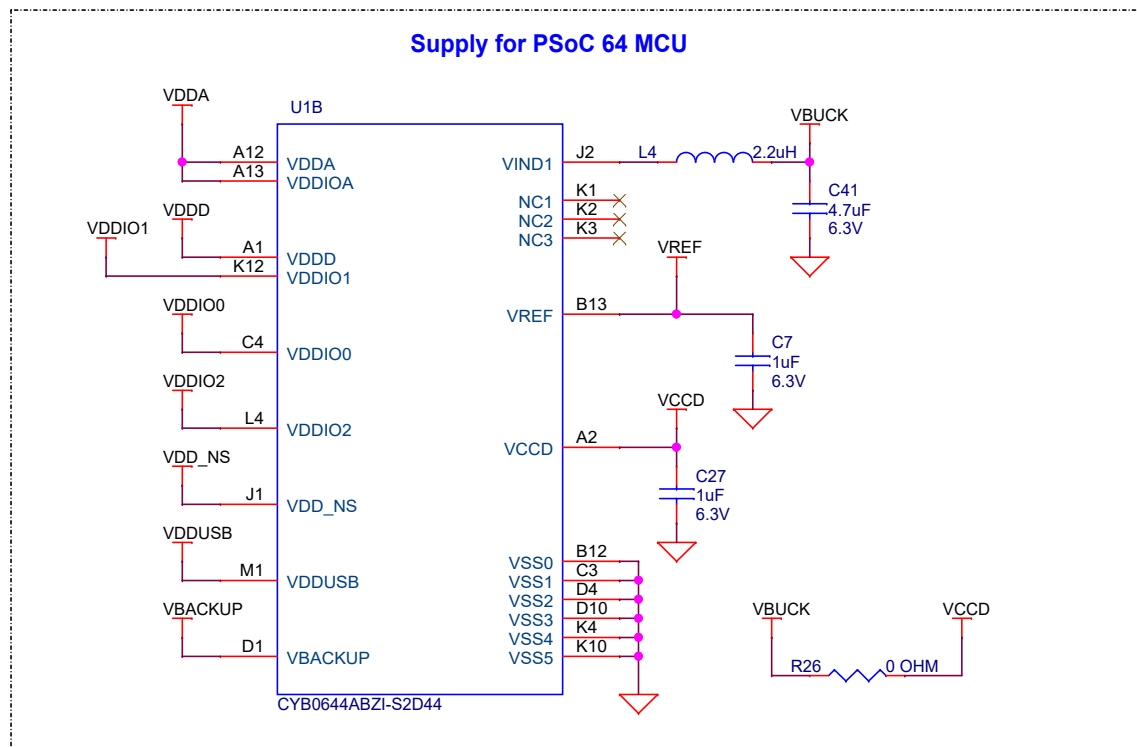 Supply for PSoC 64 MCU
VDDA
U1B
VBUCK
A12
VDDA
J2
L4
2.2uH
VIND1
A13
VDDIOA
K1
NC1
C41
4.7uF
6.3V
VDDD
K2
NC2
VDDIO1
K3
NC3
A1
VDDD
VREF
K12
VDDIO1
VDDIO0
B13
VREF
C7
1uF
6.3V
C4
VDDIO0
VDDIO2
VCCD
L4
VDDIO2
A2
VCCD
VDD_NS
C27
1uF
6.3V
J1
VDD_NS
VDDUSB
B12
VSS0
C3
VSS1
M1
VDDUSB
D4
VSS2
VBACKUP
D10
VSS3
VBUCK
VCCD
K4
VSS4
D1
VBACKUP
K10
VSS5
R26
0 OHM
CYB0644ABZI-S2D44